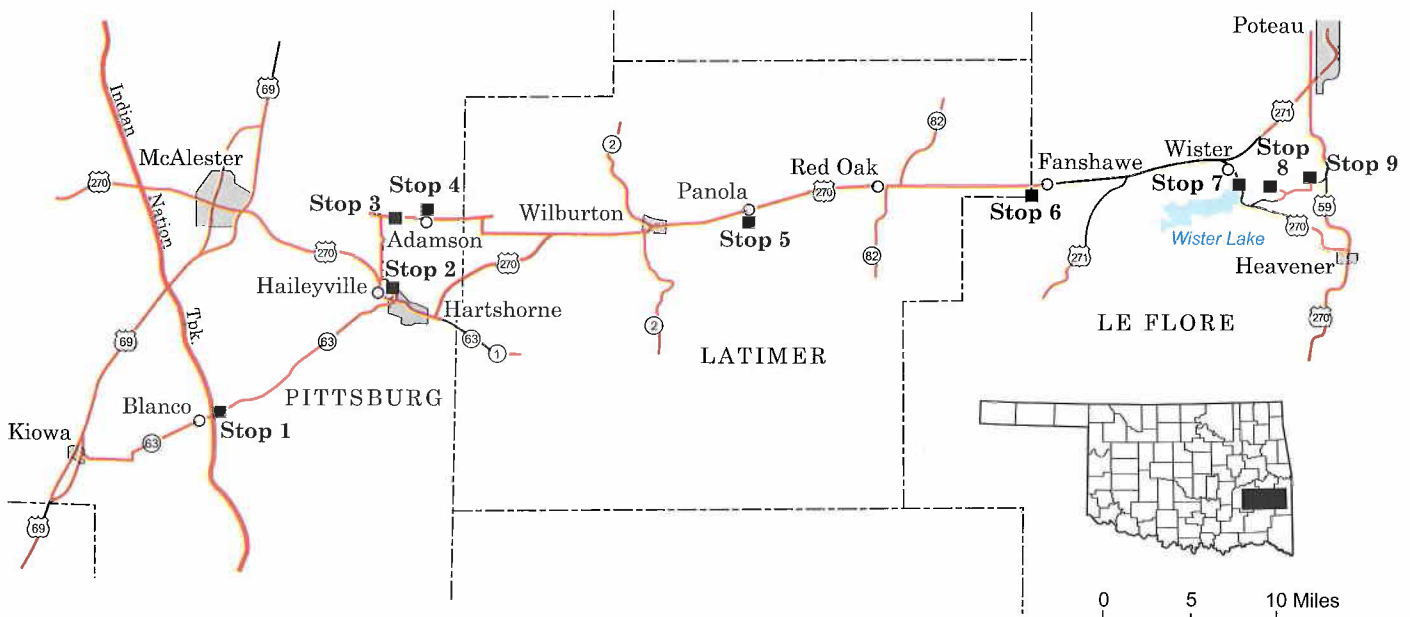 Poteau
69
Indian
Nation
Tpk.
McAlester
270
2
82
271
Wister
Stop
8
Stop 9
Fanshawe
Red Oak
Stop 4
Stop 3
Panola
270
Stop 7
Wilburton
Stop 6
59
Adamson
Stop 5
Wister Lake
270
270
Stop 2
270
82
271
Heavener
Haileyville
Hartshorne
270
LE FLORE
63
69
63
1
2
LATIMER
PITTSBURG
Blanco
Stop 1
Kiowa
63
69
0 5 10 Miles